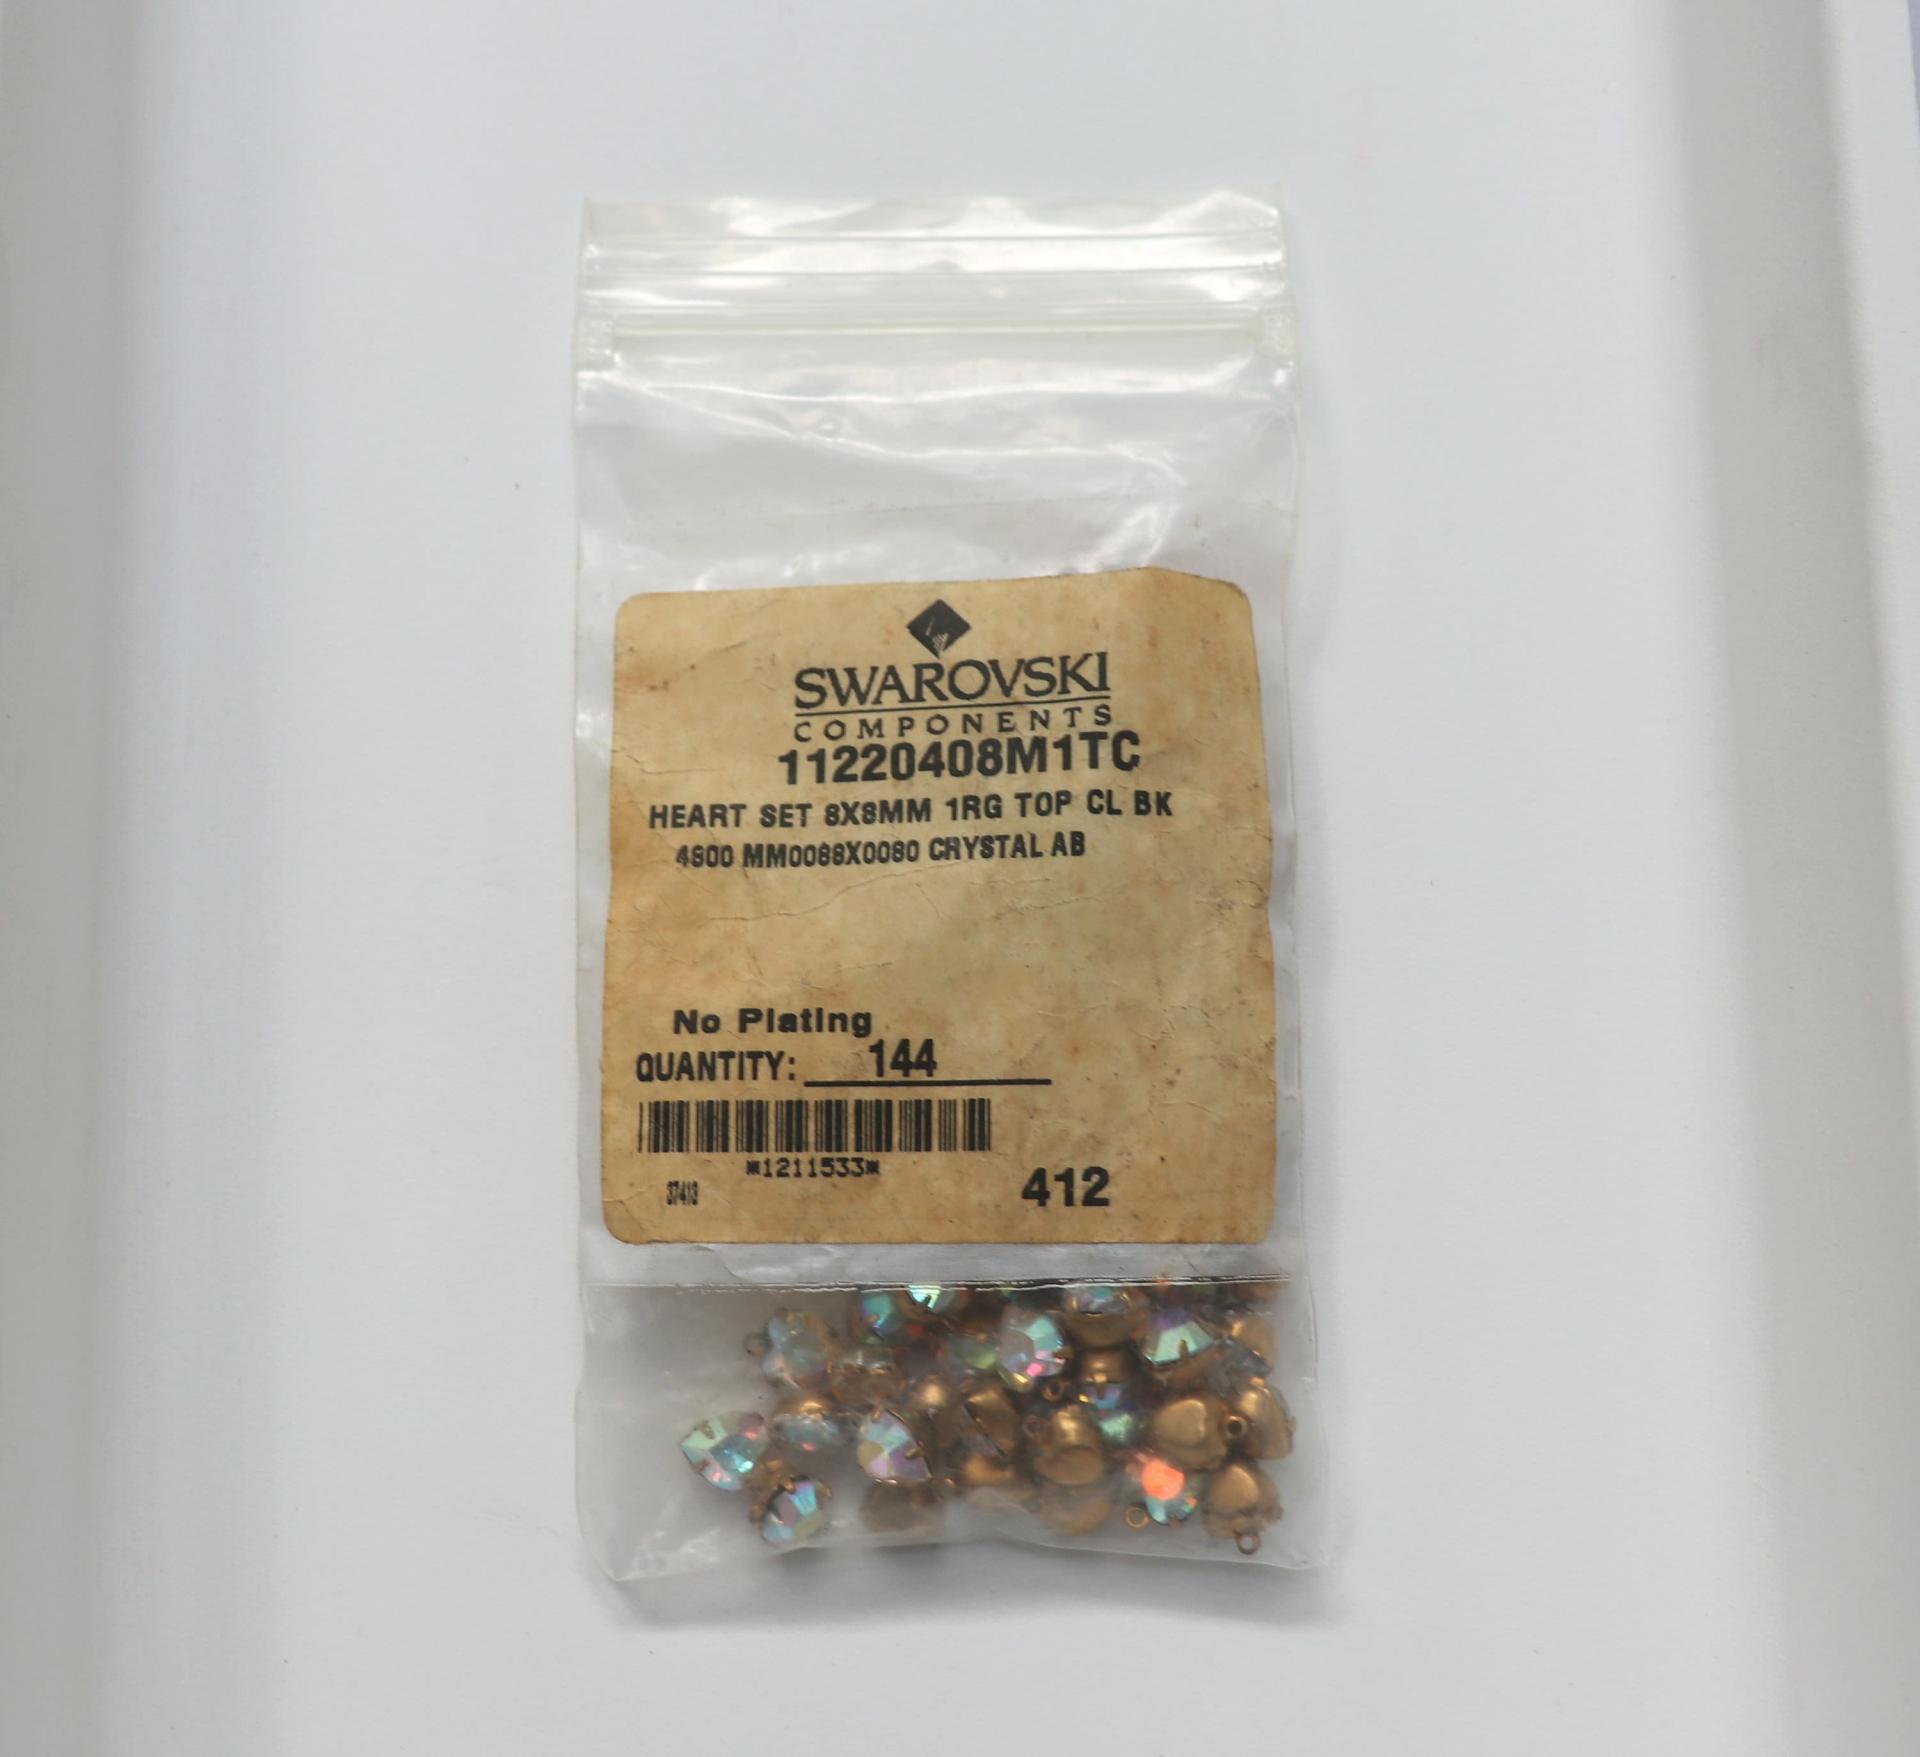 SWAROVSKI
COMPONENTS
11220408M1TC
HEART SET 8X8MM 1RG TOP CL BK
4800 MM0088X0080 CRYSTAL AB
No Plating
QUANTITY: 144
*1211533*
412